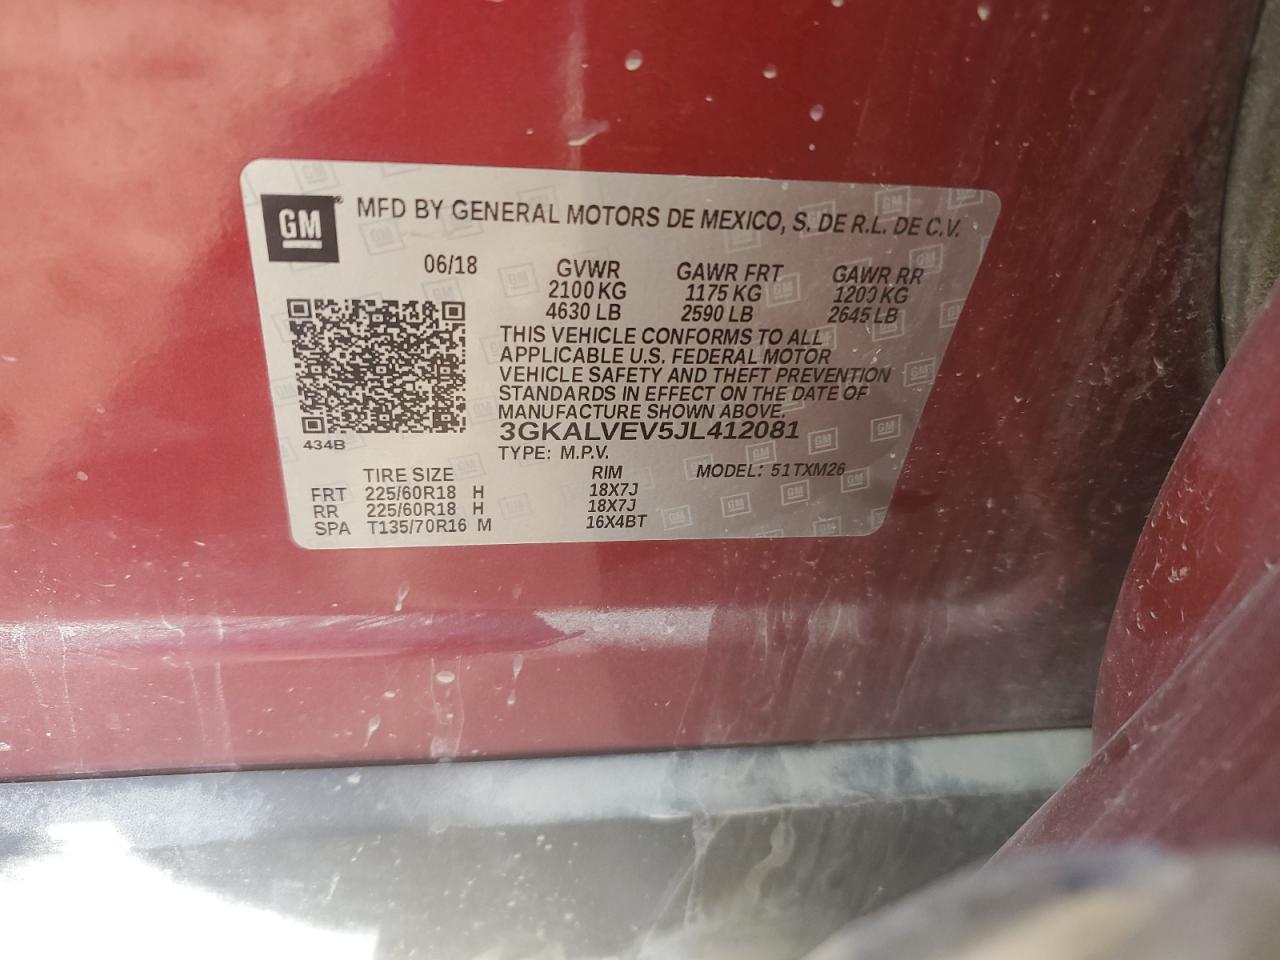 GM
MFD BY GENERAL MOTORS DE MEXICO, S. DE R.L. DE C.V.
06/18 GVWR GAWR FRT GAWR RR
2100 KG 1175 KG 1200 KG
4630 LB 2590 LB 2645 LB
THIS VEHICLE CONFORMS TO ALL
APPLICABLE U.S. FEDERAL MOTOR
VEHICLE SAFETY AND THEFT PREVENTION
STANDARDS IN EFFECT ON THE DATE OF
MANUFACTURE SHOWN ABOVE.
3GKALVEV5JL412081
434B
TYPE: M.P.V.
TIRE SIZE RIM MODEL: 51TXM26
FRT 225/60R18 H 18X7J
RR 225/60R18 H 18X7J
SPA T135/70R16 M 16X4BT